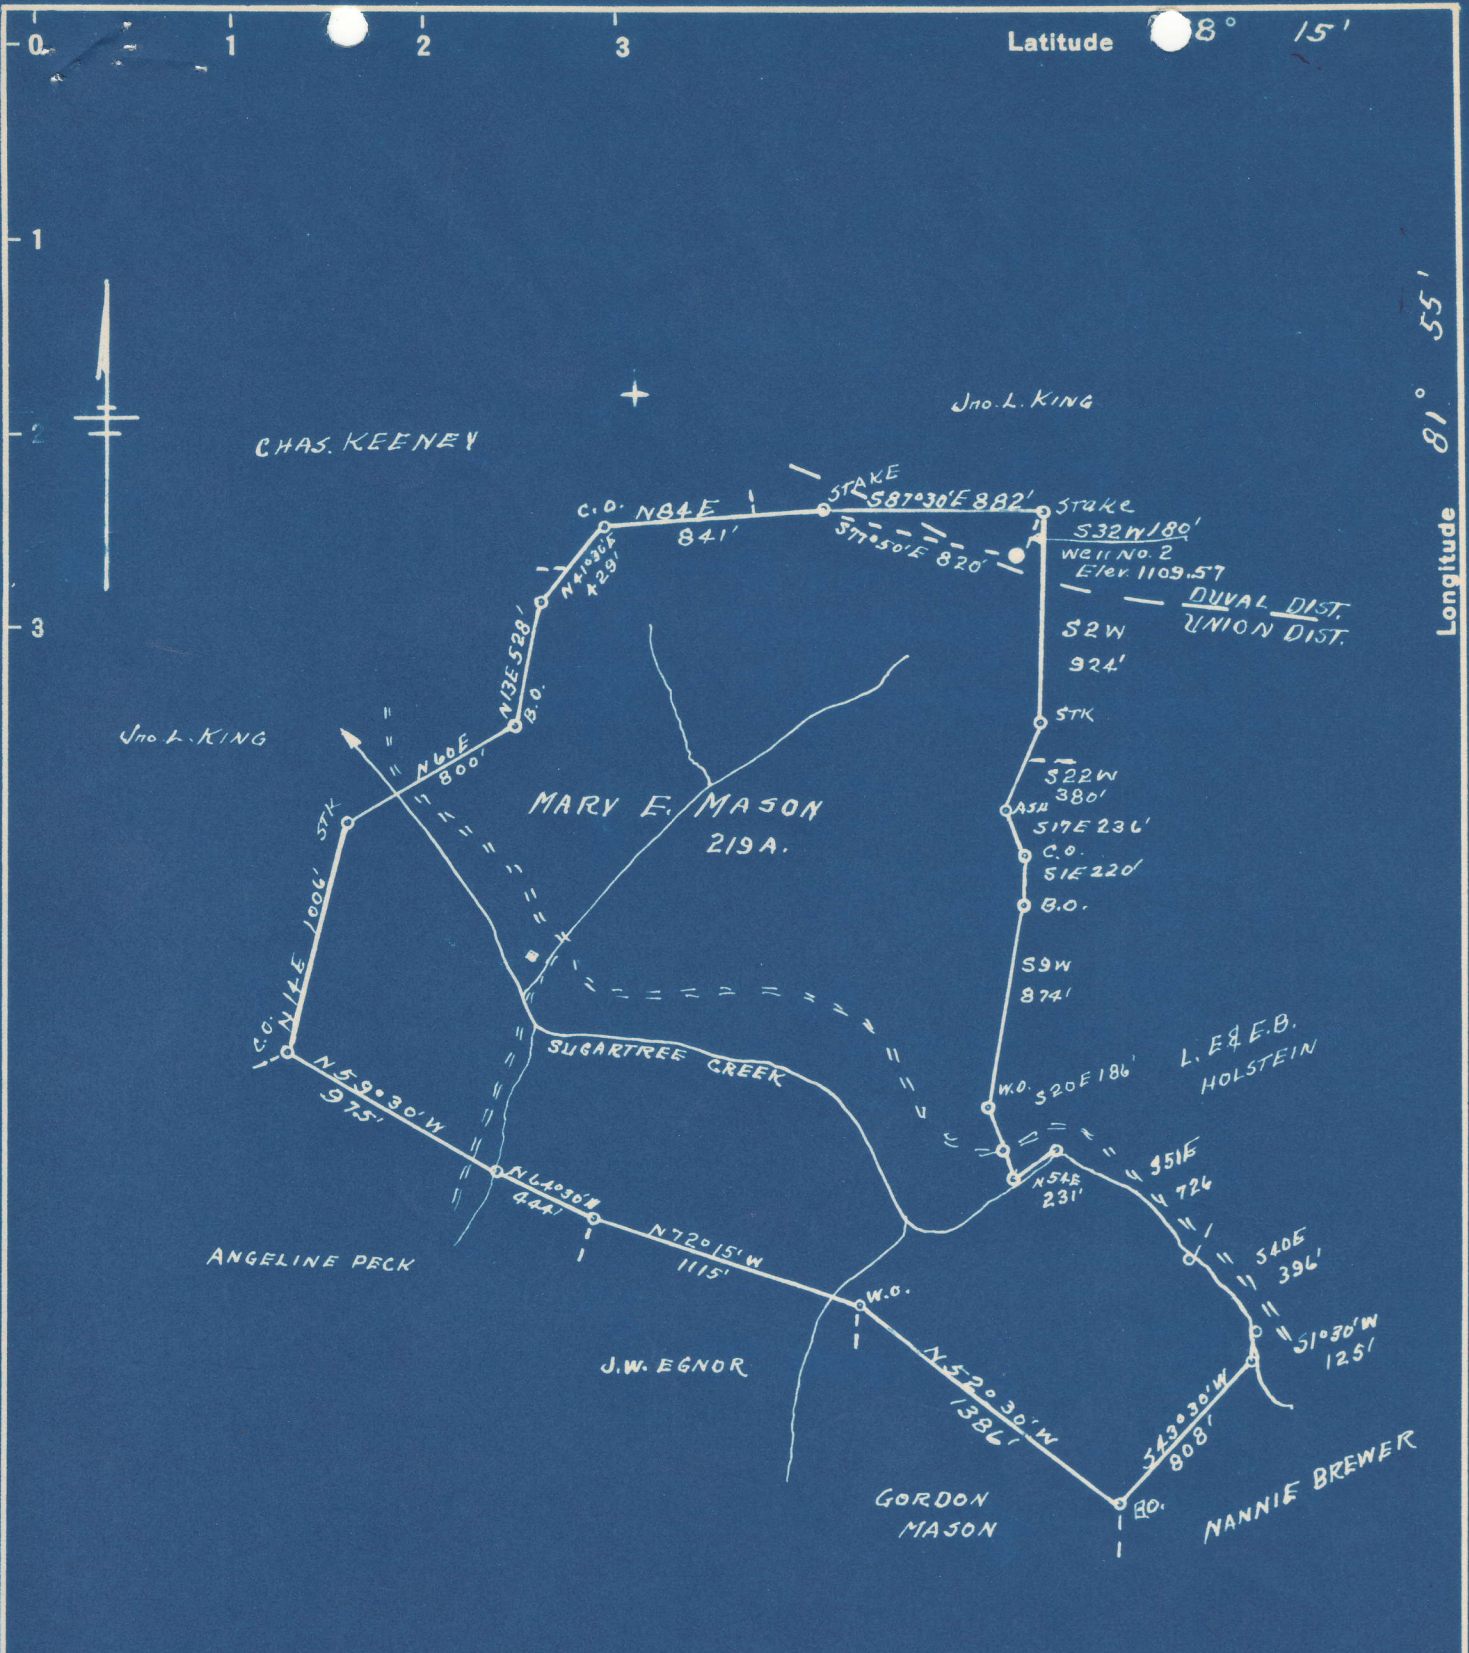 0 1 2 3 Latitude 8° 15'
1
2
3
Longitude 81° 55'
Jno. L. KING
CHAS. KEENEY
STAKE
S87°30'E 882'
Stake
C.O.
N84E
841'
S77°50'E 820'
S32W 180'
Well No. 2
Elev. 1109.57
DUVAL DIST.
UNION DIST.
N41°30'E
429'
N13E 528'
B.O.
S2W
924'
STK
Jno. L. KING
N60E
800'
STK
S22W
380'
MARY E. MASON
219 A.
ASH
S17E 236'
C.O.
S1E 220'
B.O.
N14E 1006'
S9W
874'
C.O.
L. E & E.B.
HOLSTEIN
SUGARTREE CREEK
W.O.
S20E 186'
N59°30'W
975'
S51E
726
N54E
231'
N64°30'W
444'
N72°15'W
1115'
S40E
396'
ANGELINE PECK
W.O.
S1°30'W
125'
J.W. EGNOR
N52°30'W
1386'
S43°30'W
808'
NANNIE BREWER
GORDON
MASON
B.O.